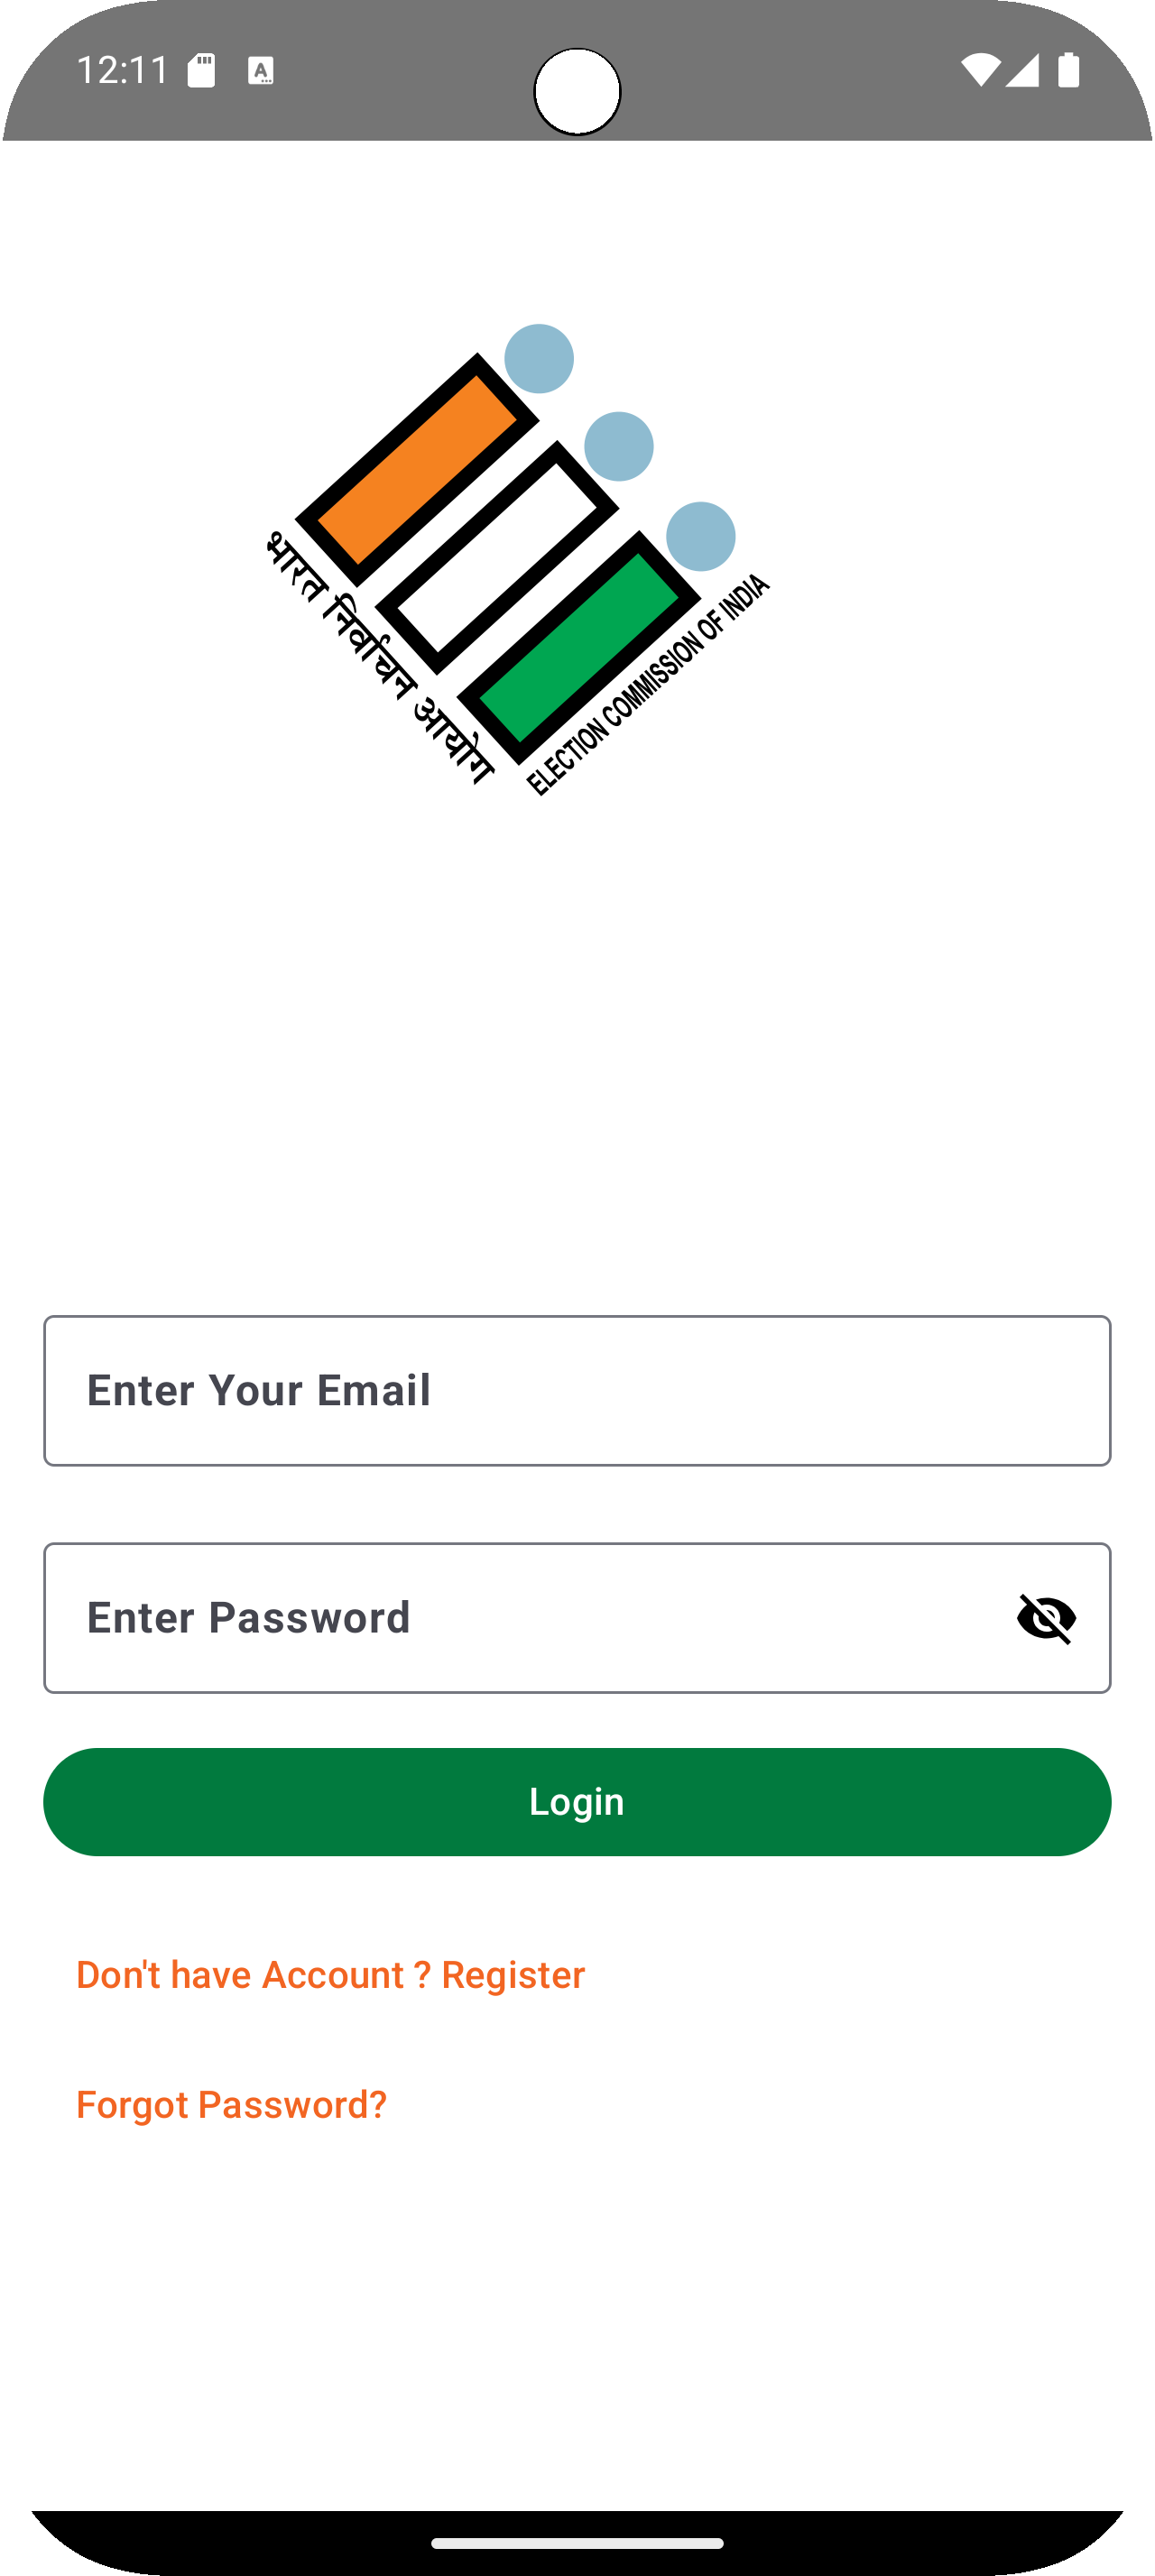 12:11
भारत निर्वाचन आयोग
ELECTION COMMISSION OF INDIA
Enter Your Email
Enter Password
Login
Don't have Account ? Register
Forgot Password?